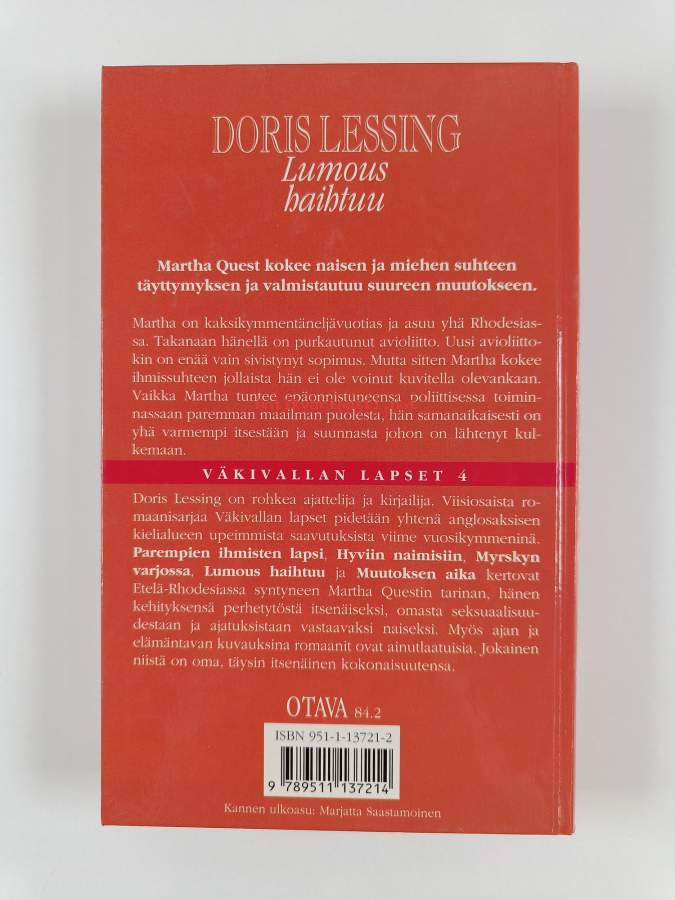 DORIS LESSING
Lumous
haihtuu
Martha Quest kokee naisen ja miehen suhteen
täyttymyksen ja valmistautuu suureen muutokseen.
Martha on kaksikymmentäneljävuotias ja asuu yhä Rhodesias-
sa. Takanaan hänellä on purkautunut avioliitto. Uusi avioliitto-
kin on enää vain sivistynyt sopimus. Mutta sitten Martha kokee
ihmissuhteen jollaista hän ei ole voinut kuvitella olevankaan.
Vaikka Martha tuntee epäonnistuneensa poliittisessa toimin-
nassaan paremman maailman puolesta, hän samanaikaisesti on
yhä varmempi itsestään ja suunnasta johon on lähtenyt kul-
kemaan.
VÄKIVALLAN LAPSET 4
Doris Lessing on rohkea ajattelija ja kirjailija. Viisiosaista ro-
maanisarjaa Väkivallan lapset pidetään yhtenä anglosaksisen
kielialueen upeimmista saavutuksista viime vuosikymmeninä.
Parempien ihmisten lapsi, Hyviin naimisiin, Myrskyn
varjossa, Lumous haihtuu ja Muutoksen aika kertovat
Etelä-Rhodesiassa syntyneen Martha Questin tarinan, hänen
kehityksensä perhetytöstä itsenäiseksi, omasta seksuaalisuu-
destaan ja ajatuksistaan vastaavaksi naiseksi. Myös ajan ja
elämäntavan kuvauksina romaanit ovat ainutlaatuisia. Jokainen
niistä on oma, täysin itsenäinen kokonaisuutensa.
OTAVA 84.2
ISBN 951-1-13721-2
9 789511 137214
Kannen ulkoasu: Marjatta Saastamoinen